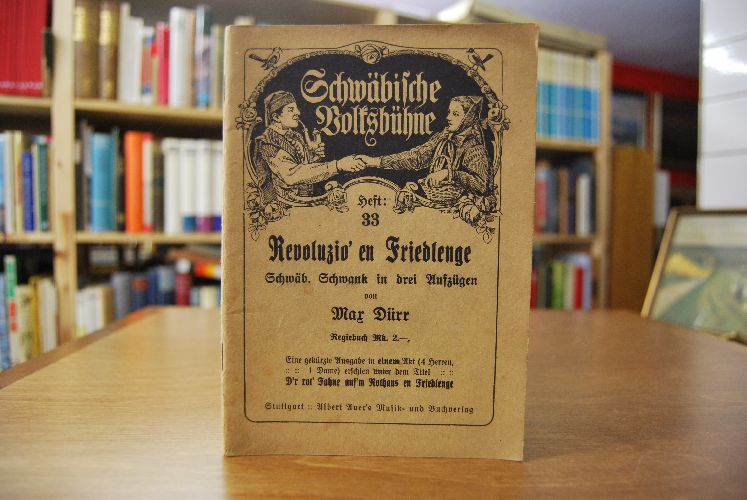 Schwäbische
Volksbühne
Heft:
33
Revoluzio' en Friedlenge
Schwäb. Schwank in drei Aufzügen
von
Max Dürr
Regiebuch Mk. 2.—,
Eine gekürzte Ausgabe in einem Akt (4 Herren,
:: :: 1 Dame) erschien unter dem Titel :: ::
D'r rot' Fahne auf'm Rothaus en Friedlenge
Stuttgart :: Albert Auer's Musik- und Buchverlag